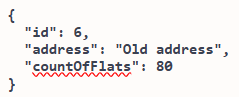 {
  "id": 6,
  "address": "Old address",
  "countOfFlats": 80
}